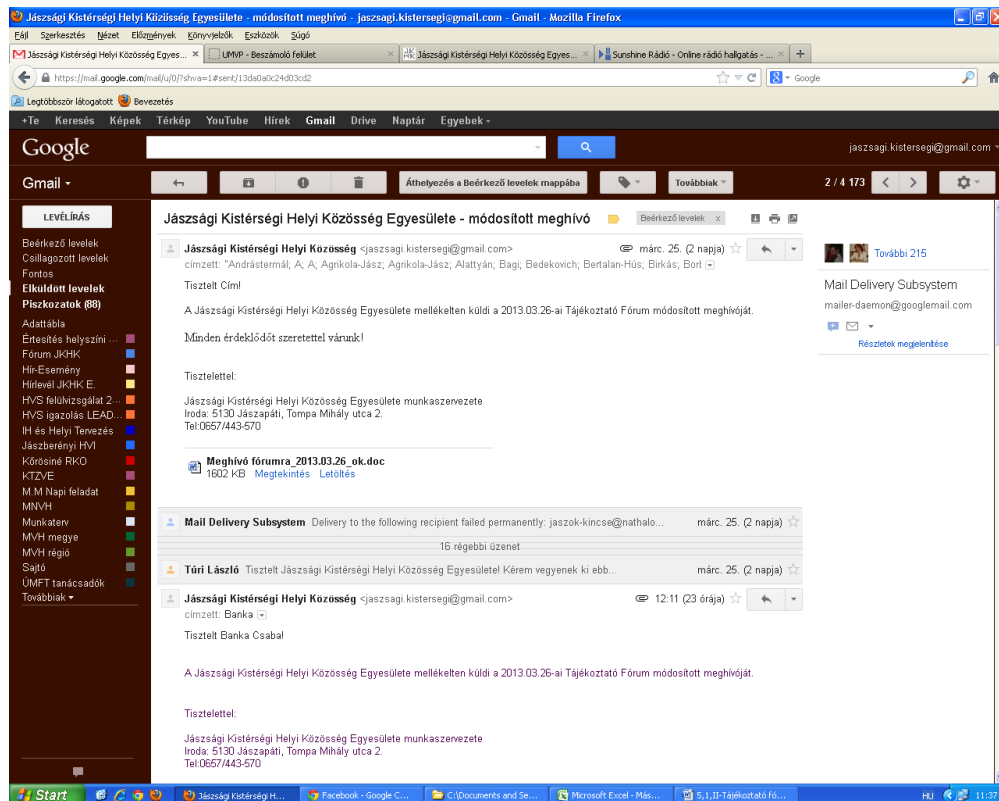 Jászsági Kistérségi Helyi Közösség Egyesülete - módosított meghívó - jaszsagi.kistersegi@gmail.com - Gmail - Mozilla Firefox
Fájl Szerkesztés Nézet Előzmények Könyvjelzők Eszközök Súgó
Jászsági Kistérségi Helyi Közösség Egyes... × UMVP - Beszámoló felület × Jászsági Kistérségi Helyi Közösség Egyes... × Sunshine Rádió - Online rádió hallgatás - ... × +
https://mail.google.com/mail/u/0/?shva=1#sent/13da0a0c24d03cd2 Google
Legtöbbször látogatott Bevezetés
+Te Keresés Képek Térkép YouTube Hírek Gmail Drive Naptár Egyebek
Google jaszsagi.kistersegi@gmail.com
Gmail Áthelyezés a Beérkező levelek mappába Továbbiak 2 / 4 173
LEVÉLÍRÁS
Beérkező levelek
Csillagozott levelek
Fontos
Elküldött levelek
Piszkozatok (88)
Adattábla
Értesítés helyszíni ...
Fórum JKHK
Hír-Esemény
Hírlevél JKHK E.
HVS felülvizsgálat 2...
HVS igazolás LEAD...
IH és Helyi Tervezés
Jászberényi HVI
Kőrösiné RKO
KTZVE
M.M Napi feladat
MNVH
Munkaterv
MVH megye
MVH régió
Sajtó
ÚMFT tanácsadók
Továbbiak
Jászsági Kistérségi Helyi Közösség Egyesülete - módosított meghívó Beérkező levelek x
Jászsági Kistérségi Helyi Közösség <jaszsagi.kistersegi@gmail.com> márc. 25. (2 napja)
címzett: "Andrástermál; A; A; Agrikola-Jász; Agrikola-Jász; Alattyán; Bagi; Bedekovich; Bertalan-Hús; Birkás;
Tisztelt Cím!
A Jászsági Kistérségi Helyi Közösség Egyesülete mellékelten küldi a 2013.03.26-ai Tájékoztató Fórum módosított meghívóját.
Minden érdeklődőt szeretettel várunk!
Tisztelettel:
Jászsági Kistérségi Helyi Közösség Egyesülete munkaszervezete
Iroda: 5130 Jászapáti, Tompa Mihály utca 2.
Tel:0657/443-570
Meghívó fórumra_2013.03.26_ok.doc
1602 KB Megtekintés Letöltés
Mail Delivery Subsystem Delivery to the following recipient failed permanently: jaszok-kincse@nathalo... márc. 25. (2 napja)
16 régebbi üzenet
Túri László Tisztelt Jászsági Kistérségi Helyi Közösség Egyesülete! Kérem vegyenek ki ebb... márc. 25. (2 napja)
Jászsági Kistérségi Helyi Közösség <jaszsagi.kistersegi@gmail.com> 12:11 (23 órája)
címzett: Banka
Tisztelt Banka Csaba!
A Jászsági Kistérségi Helyi Közösség Egyesülete mellékelten küldi a 2013.03.26-ai Tájékoztató Fórum módosított meghívóját.
Tisztelettel:
Jászsági Kistérségi Helyi Közösség Egyesülete munkaszervezete
Iroda: 5130 Jászapáti, Tompa Mihály utca 2.
Tel:0657/443-570
További 215
Mail Delivery Subsystem
mailer-daemon@googlemail.com
Részletek megjelenítése
Start Jászsági Kistérségi H... Facebook - Google C... C:\Documents and Se... Microsoft Excel - Más... 5,1,II-Tájékoztató fó... HU 11:37